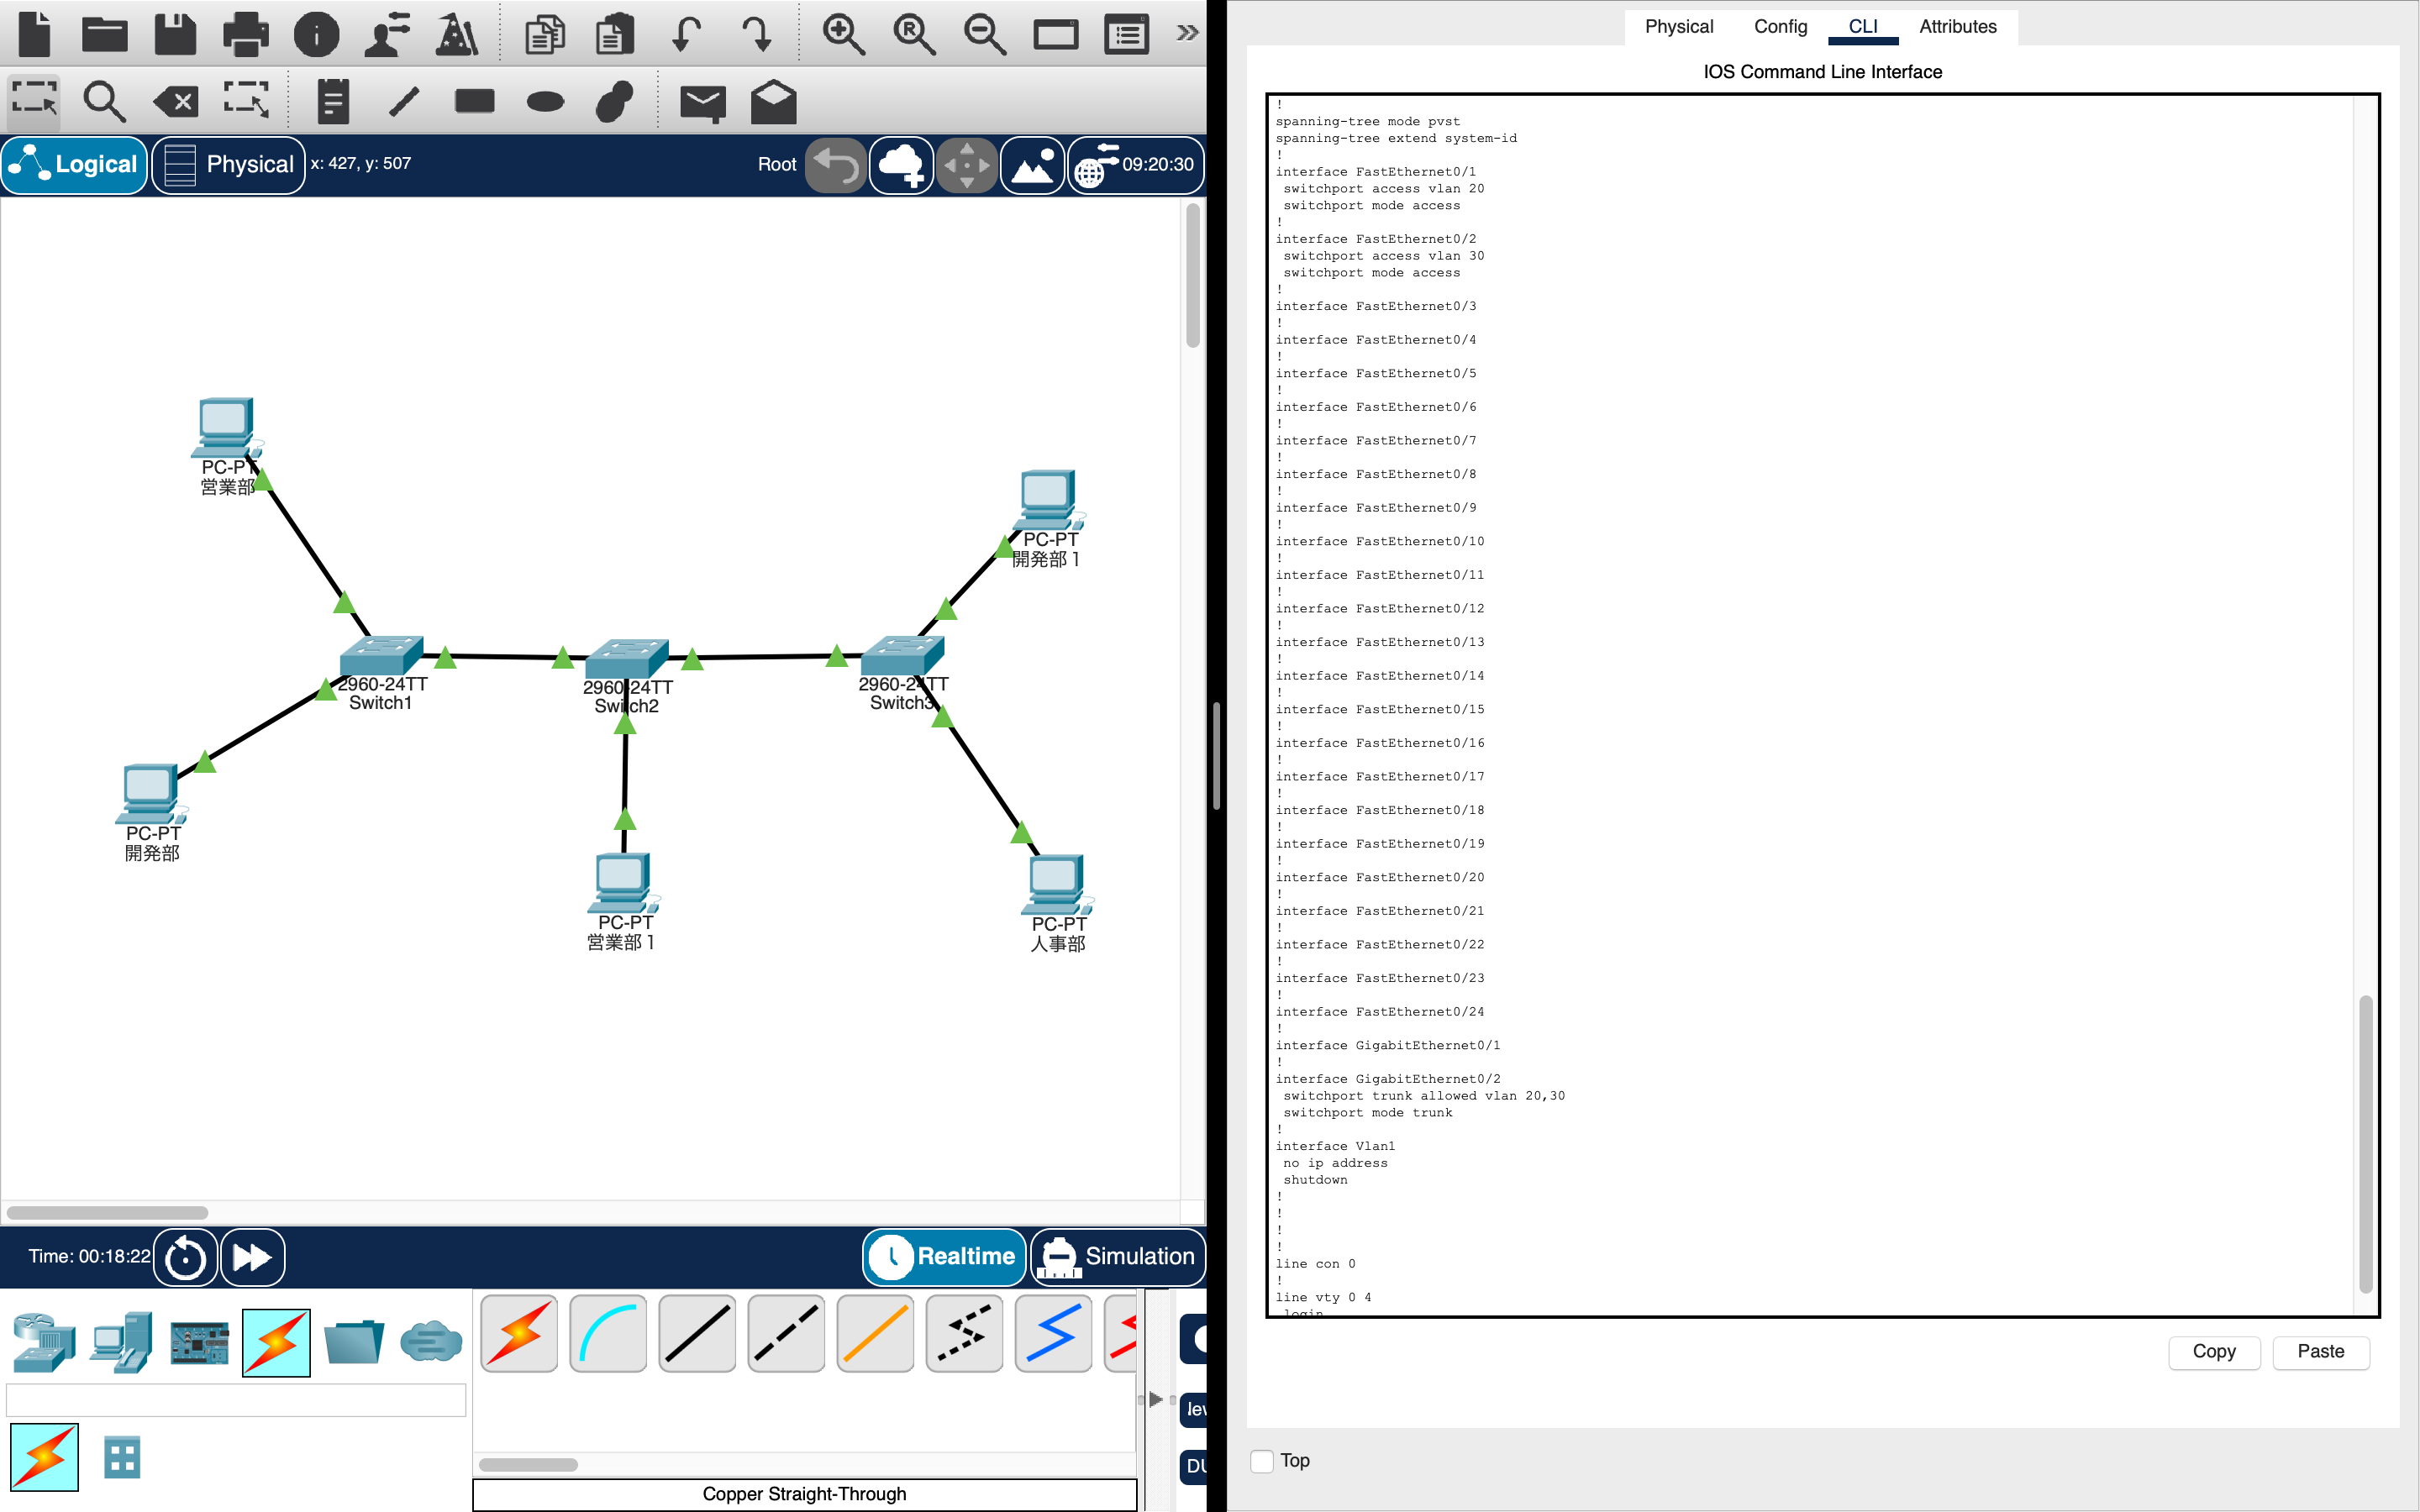 Logical
Physical
x: 427, y: 507
Root
09:20:30
PC-PT
営業部
PC-PT
開発部1
2960-24TT
Switch1
2960-24TT
Switch2
2960-24TT
Switch3
PC-PT
開発部
PC-PT
営業部1
PC-PT
人事部
Time: 00:18:22
Realtime
Simulation
Copper Straight-Through
Physical
Config
CLI
Attributes
IOS Command Line Interface
!
spanning-tree mode pvst
spanning-tree extend system-id
!
interface FastEthernet0/1
switchport access vlan 20
switchport mode access
!
interface FastEthernet0/2
switchport access vlan 30
switchport mode access
!
interface FastEthernet0/3
!
interface FastEthernet0/4
!
interface FastEthernet0/5
!
interface FastEthernet0/6
!
interface FastEthernet0/7
!
interface FastEthernet0/8
!
interface FastEthernet0/9
!
interface FastEthernet0/10
!
interface FastEthernet0/11
!
interface FastEthernet0/12
!
interface FastEthernet0/13
!
interface FastEthernet0/14
!
interface FastEthernet0/15
!
interface FastEthernet0/16
!
interface FastEthernet0/17
!
interface FastEthernet0/18
!
interface FastEthernet0/19
!
interface FastEthernet0/20
!
interface FastEthernet0/21
!
interface FastEthernet0/22
!
interface FastEthernet0/23
!
interface FastEthernet0/24
!
interface GigabitEthernet0/1
!
interface GigabitEthernet0/2
switchport trunk allowed vlan 20,30
switchport mode trunk
!
interface Vlan1
no ip address
shutdown
!
!
!
!
line con 0
!
line vty 0 4
login
Copy
Paste
Top